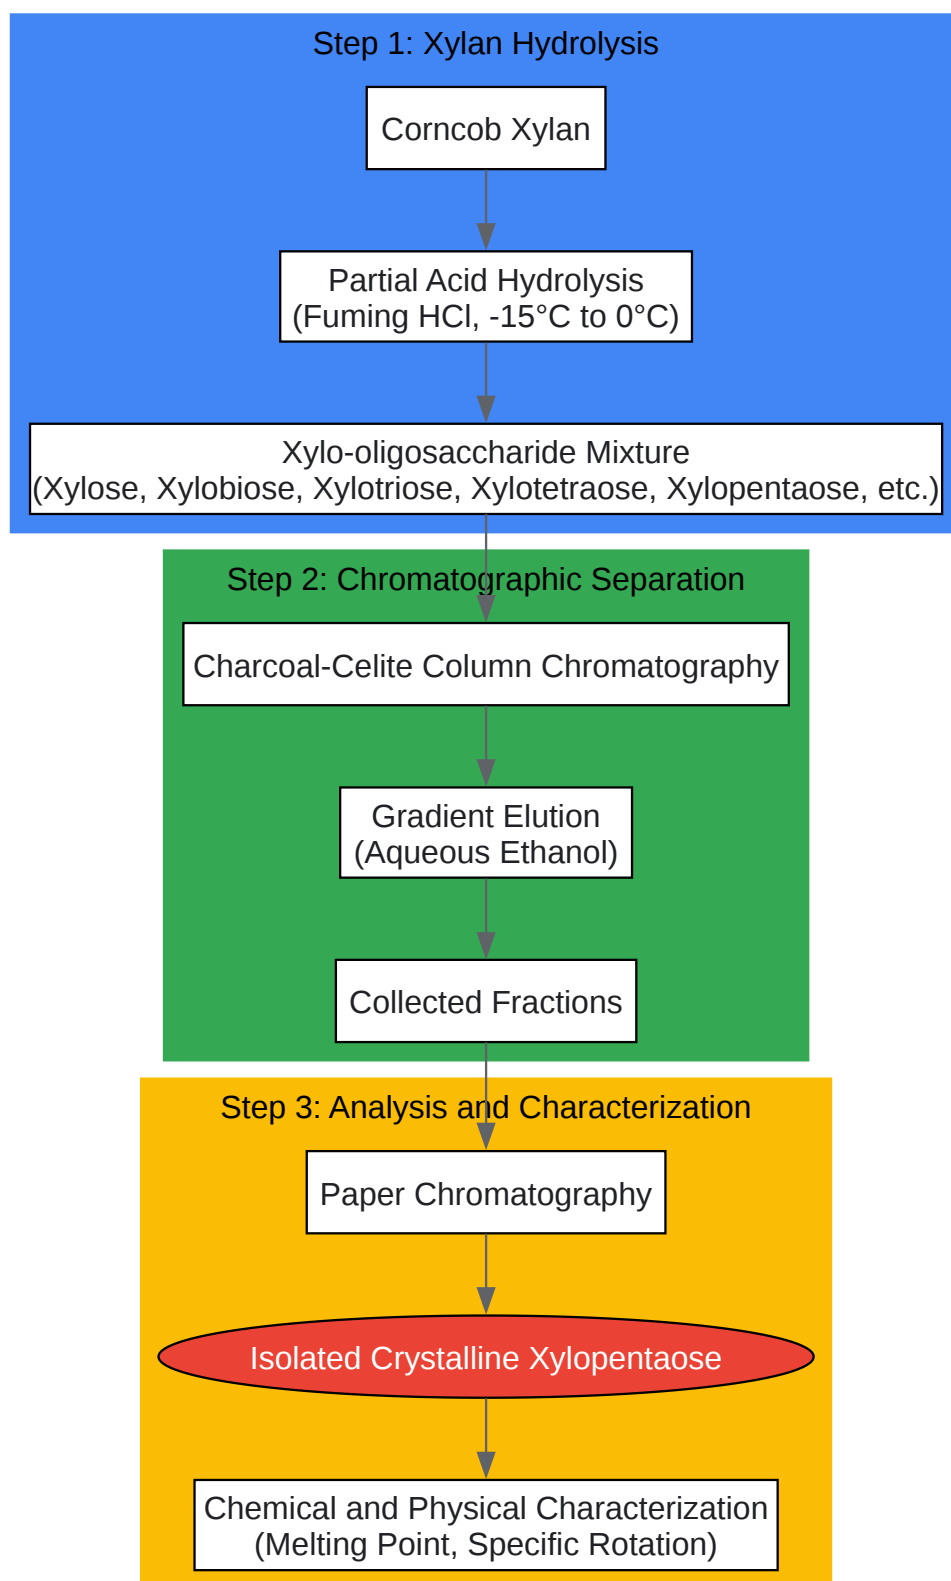 Step 1: Xylan Hydrolysis
Corncob Xylan
Partial Acid Hydrolysis
(Fuming HCl, -15°C to 0°C)
Xylo-oligosaccharide Mixture
(Xylose, Xylobiose, Xylotriose, Xylotetraose, Xylopentaose, etc.)
Step 2: Chromatographic Separation
Charcoal-Celite Column Chromatography
Gradient Elution
(Aqueous Ethanol)
Collected Fractions
Step 3: Analysis and Characterization
Paper Chromatography
Isolated Crystalline Xylopentaose
Chemical and Physical Characterization
(Melting Point, Specific Rotation)